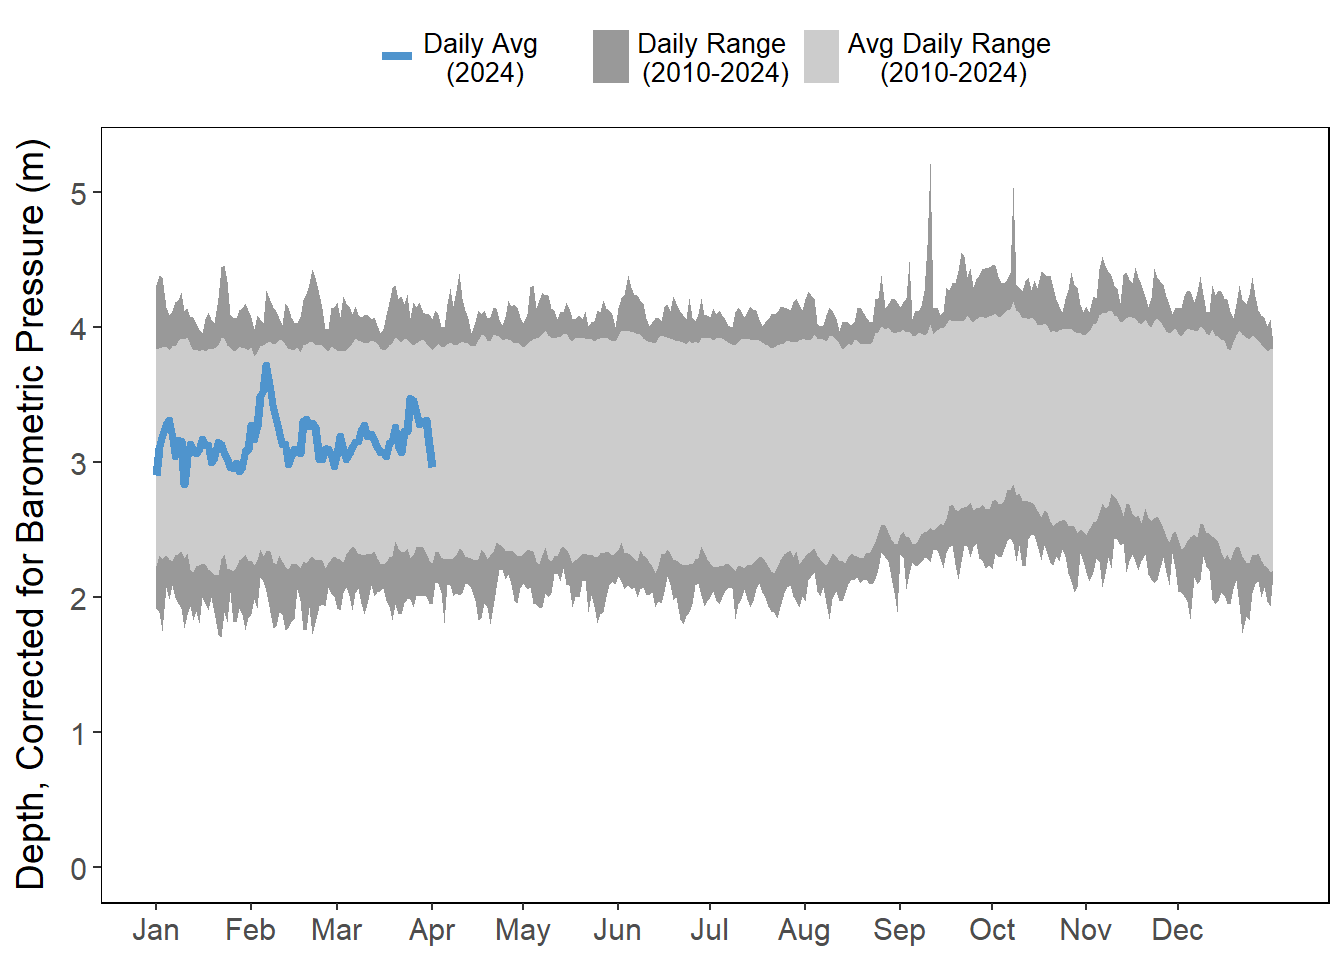 Daily Avg
(2024)
Daily Range
(2010-2024)
Avg Daily Range
(2010-2024)
Depth, Corrected for Barometric Pressure (m)
5
4
3
2
1
0
Jan Feb Mar Apr May Jun Jul Aug Sep Oct Nov Dec